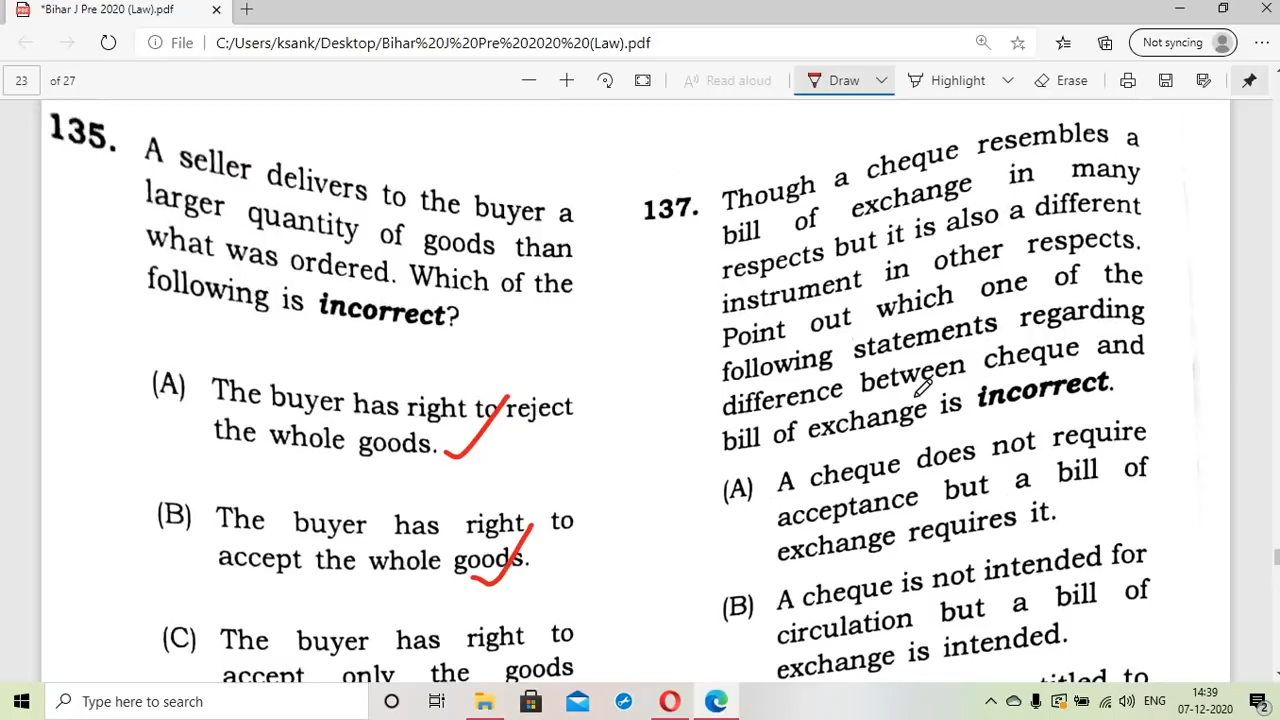 *Bihar J Pre 2020 (Law).pdf
File
C:/Users/ksank/Desktop/Bihar%20J%20Pre%202020%20(Law).pdf
Not syncing
23
of 27
Read aloud
Draw
Highlight
Erase
135. A seller delivers to the buyer a
larger quantity of goods than
what was ordered. Which of the
following is incorrect?
(A) The buyer has right to reject
the whole goods.
(B) The buyer has right to
accept the whole goods.
(C) The buyer has right to
accept only the goods
137. Though a cheque resembles a
bill of exchange in many
respects but it is also a different
instrument in other respects.
Point out which one of the
following statements regarding
difference between cheque and
bill of exchange is incorrect.
(A) A cheque does not require
acceptance but a bill of
exchange requires it.
(B) A cheque is not intended for
circulation but a bill of
exchange is intended.
to
Type here to search
ENG
14:39
07-12-2020
2